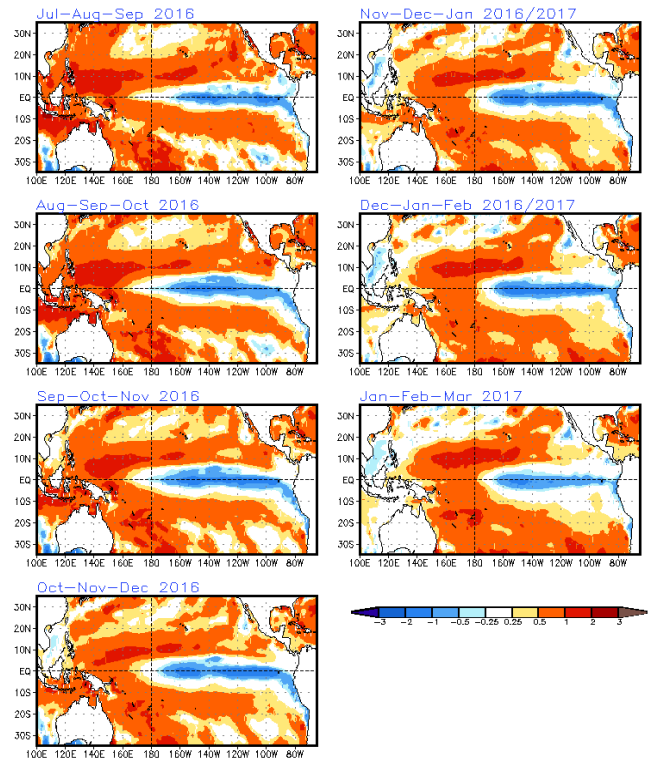 Jul-Aug-Sep 2016
30N
20N
10N
EQ
10S
20S
30S
100E 120E 140E 160E 180 160W 140W 120W 100W 80W
Aug-Sep-Oct 2016
30N
20N
10N
EQ
10S
20S
30S
100E 120E 140E 160E 180 160W 140W 120W 100W 80W
Sep-Oct-Nov 2016
30N
20N
10N
EQ
10S
20S
30S
100E 120E 140E 160E 180 160W 140W 120W 100W 80W
Oct-Nov-Dec 2016
30N
20N
10N
EQ
10S
20S
30S
100E 120E 140E 160E 180 160W 140W 120W 100W 80W
Nov-Dec-Jan 2016/2017
30N
20N
10N
EQ
10S
20S
30S
100E 120E 140E 160E 180 160W 140W 120W 100W 80W
Dec-Jan-Feb 2016/2017
30N
20N
10N
EQ
10S
20S
30S
100E 120E 140E 160E 180 160W 140W 120W 100W 80W
Jan-Feb-Mar 2017
30N
20N
10N
EQ
10S
20S
30S
100E 120E 140E 160E 180 160W 140W 120W 100W 80W
-3 -2 -1 -0.5 -0.25 0.25 0.5 1 2 3